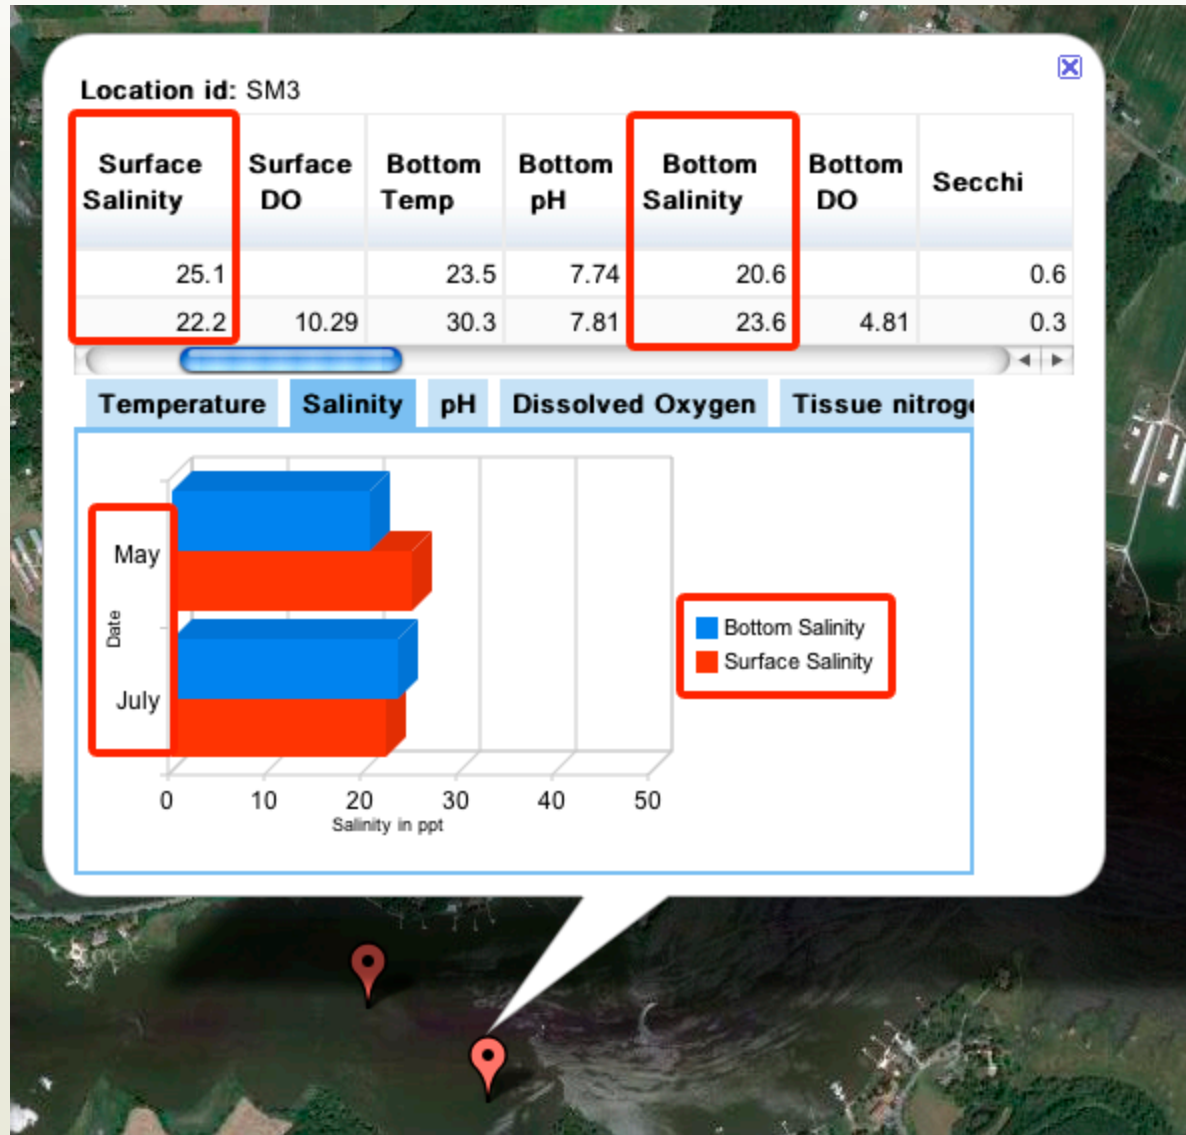 Location id: SM3
Surface Salinity Surface DO Bottom Temp Bottom pH Bottom Salinity Bottom DO Secchi
25.1 23.5 7.74 20.6 0.6
22.2 10.29 30.3 7.81 23.6 4.81 0.3
Temperature Salinity pH Dissolved Oxygen Tissue nitroge
May
Date
July
0 10 20 30 40 50
Salinity in ppt
Bottom Salinity
Surface Salinity